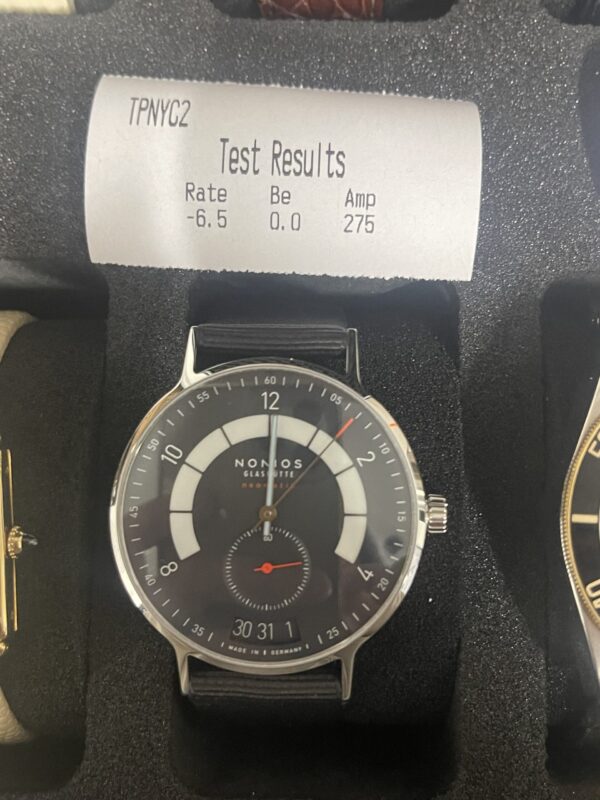 TPNYC2
Test Results
Rate Be Amp
-6.5 0.0 275
60
55 05
12
50 10
10 2
NOMOS
GLASHÜTTE
neomatik
15
8 4
40 20
30 31 1
35 25
MADE IN GERMANY